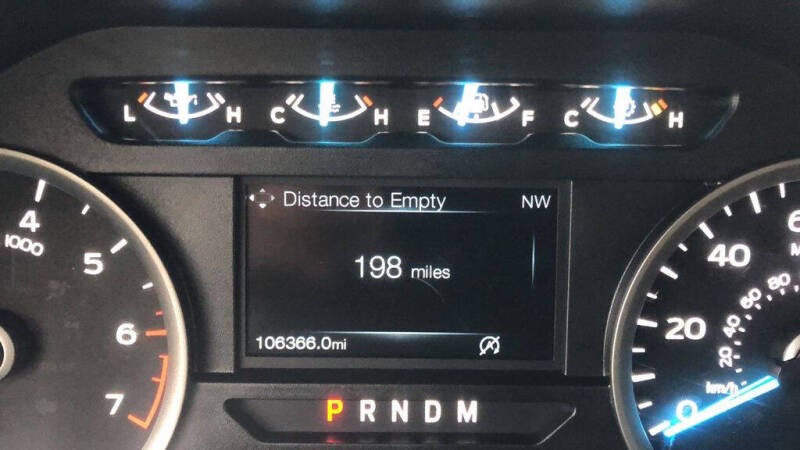 L H C H E F C H
Distance to Empty NW
198 miles
106366.0mi
P R N D M
4
1000
5
6
7
40
20
0
80
60
40
20
km/h